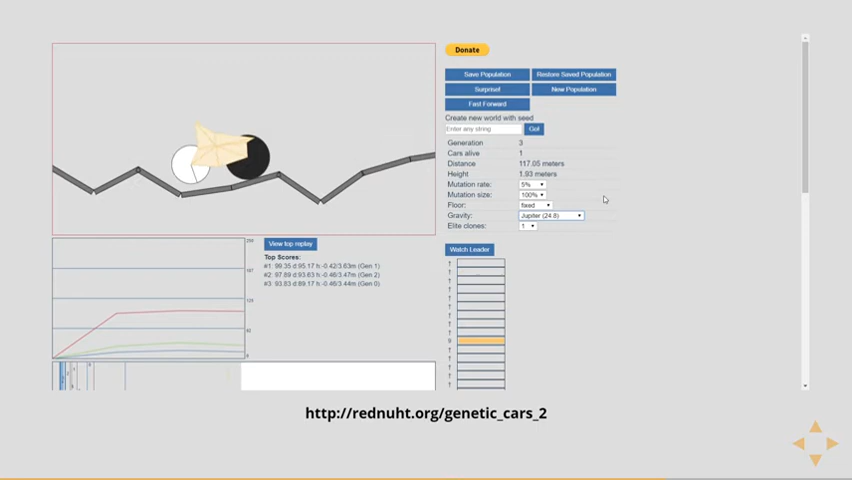 Donate
Save Population
Restore Saved Population
Surprise!
New Population
Fast Forward
Create new world with seed
Enter any string
Go!
Generation 3
Cars alive 1
Distance 117.05 meters
Height 1.93 meters
Mutation rate: 5%
Mutation size: 100%
Floor: fixed
Gravity: Jupiter (24.8)
Elite clones: 1
View top replay
Top Scores:
#1: 99.35 d:95.17 h:-0.42/3.63m (Gen 1)
#2: 97.89 d:93.63 h:-0.46/3.47m (Gen 2)
#3: 93.83 d:89.17 h:-0.46/3.44m (Gen 0)
Watch Leader
http://rednuht.org/genetic_cars_2